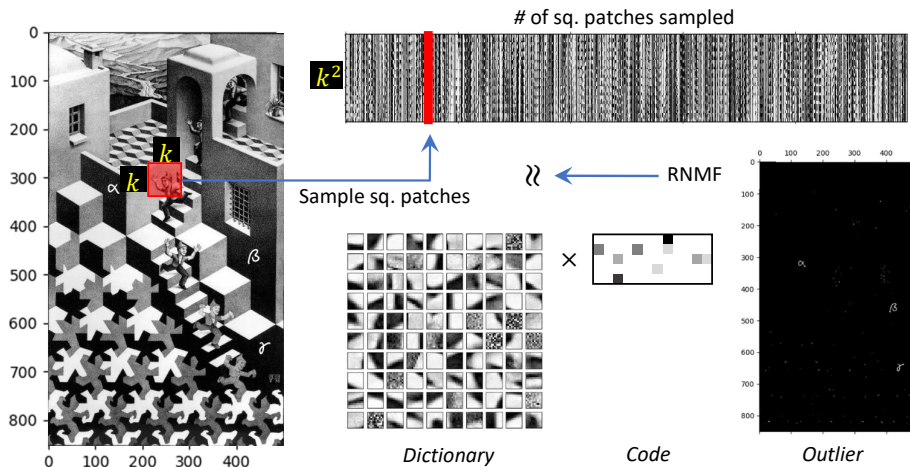 # of sq. patches sampled
0
100
200
300
400
500
600
700
800
0 100 200 300 400
k
k
α
ß
γ
k²
Sample sq. patches
≈
RNMF
×
0 200 400
0
100
200
300
400
500
600
700
800
α
ß
γ
Dictionary
Code
Outlier